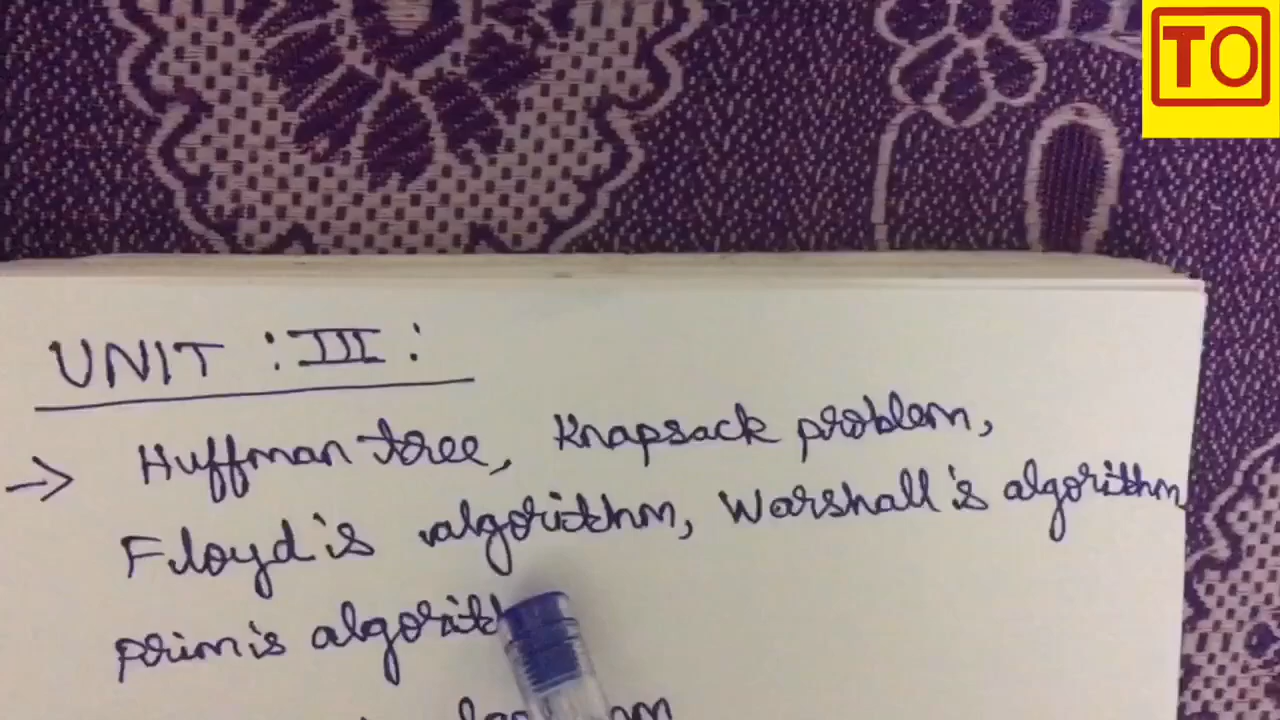 TO
UNIT : III :
→ Huffman tree, Knapsack problem,
Floyd's algorithm, Warshall's algorithm,
prim's